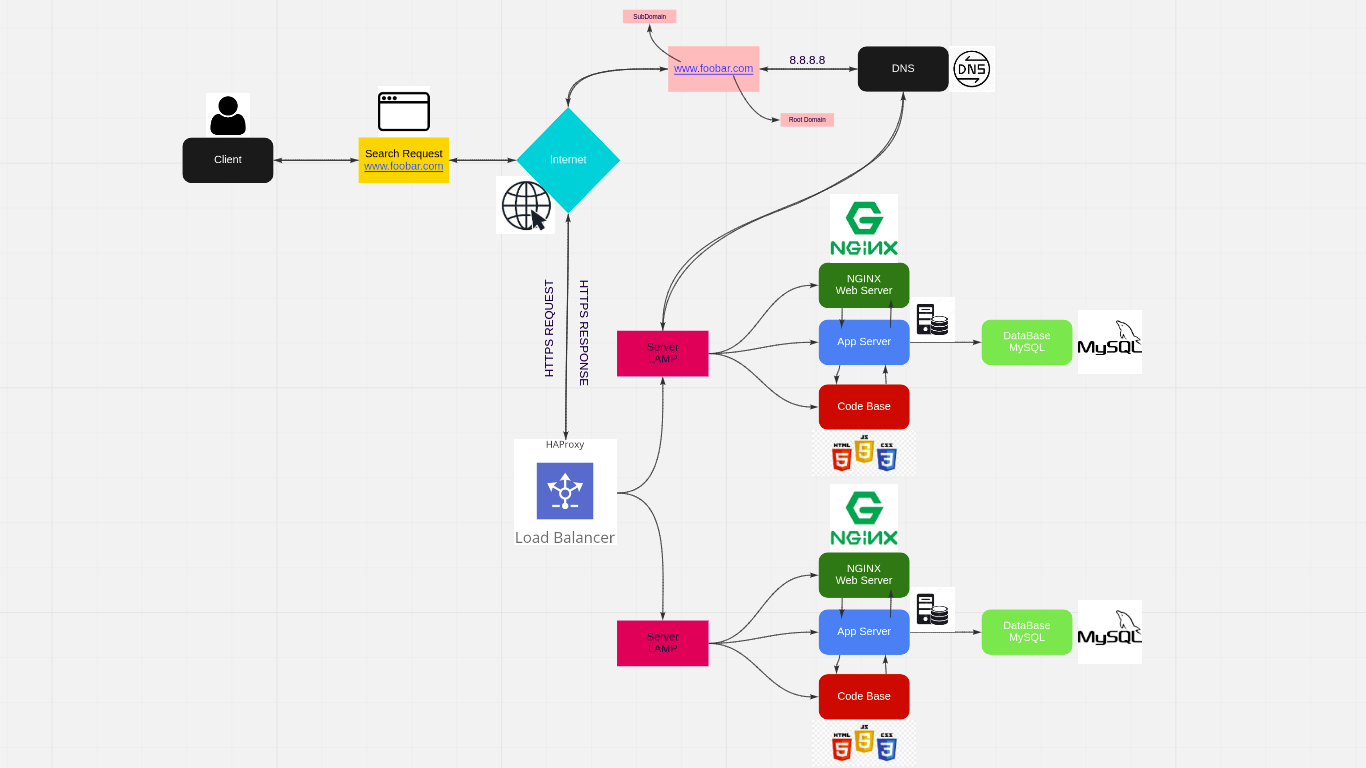 SubDomain
www.foobar.com
8.8.8.8
DNS
DNS
Root Domain
Client
Search Request
www.foobar.com
Internet
HTTPS REQUEST
HTTPS RESPONSE
NGINX
NGINX
Web Server
Server
LAMP
App Server
DataBase
MySQL
MySQL
Code Base
HTML
5
JS
CSS
3
HAProxy
Load Balancer
NGINX
NGINX
Web Server
Server
LAMP
App Server
DataBase
MySQL
MySQL
Code Base
HTML
5
JS
CSS
3